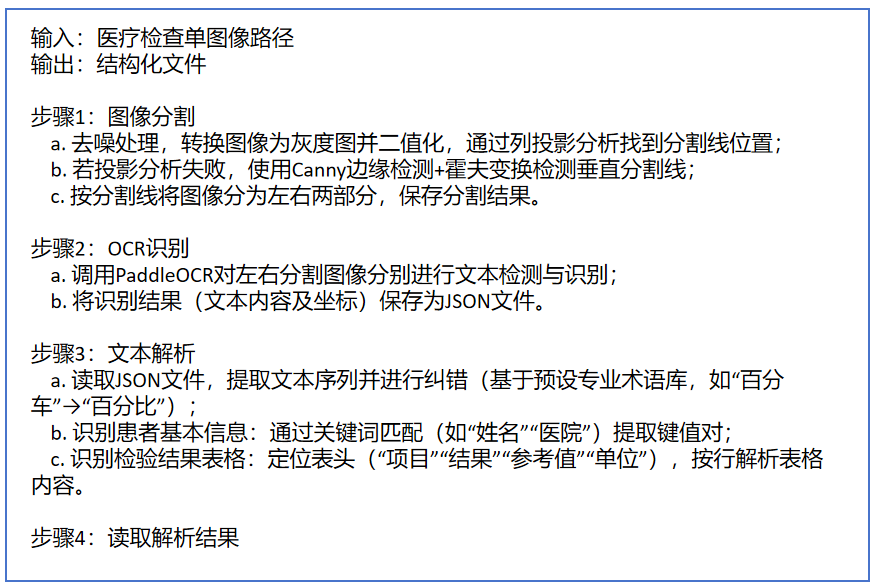 输入：医疗检查单图像路径
输出：结构化文件
步骤1：图像分割
a. 去噪处理，转换图像为灰度图并二值化，通过列投影分析找到分割线位置；
b. 若投影分析失败，使用Canny边缘检测+霍夫变换检测垂直分割线；
c. 按分割线将图像分为左右两部分，保存分割结果。
步骤2：OCR识别
a. 调用PaddleOCR对左右分割图像分别进行文本检测与识别；
b. 将识别结果（文本内容及坐标）保存为JSON文件。
步骤3：文本解析
a. 读取JSON文件，提取文本序列并进行纠错（基于预设专业术语库，如“百分
车”→“百分比”）；
b. 识别患者基本信息：通过关键词匹配（如“姓名”“医院”）提取键值对；
c. 识别检验结果表格：定位表头（“项目”“结果”“参考值”“单位”），按行解析表格
内容。
步骤4：读取解析结果